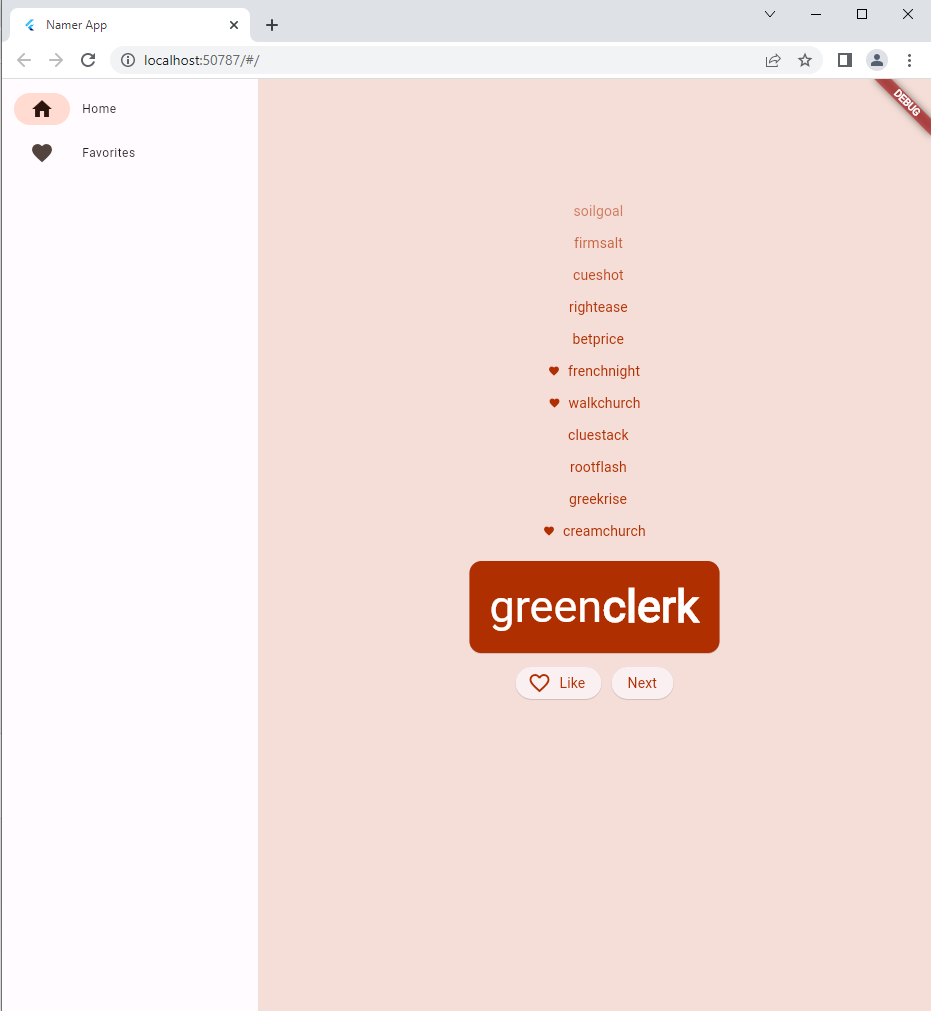 Namer App
localhost:50787/#/
DEBUG
Home
Favorites
soilgoal
firmsalt
cueshot
rightease
betprice
frenchnight
walkchurch
cluestack
rootflash
greekrise
creamchurch
greenclerk
Like Next